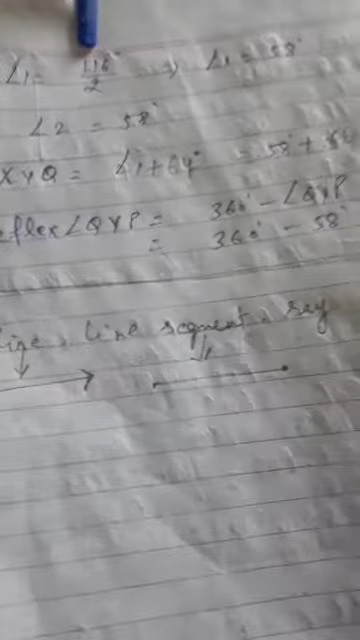 ∠1 = 116°/2 ⇒ ∠1 = 58°
∠2 = 58°
XYQ = ∠1 + 64° = 58° + 64
eflex ∠QYP = 360° - ∠QYP
= 360° - 58°
line, line segment, ray